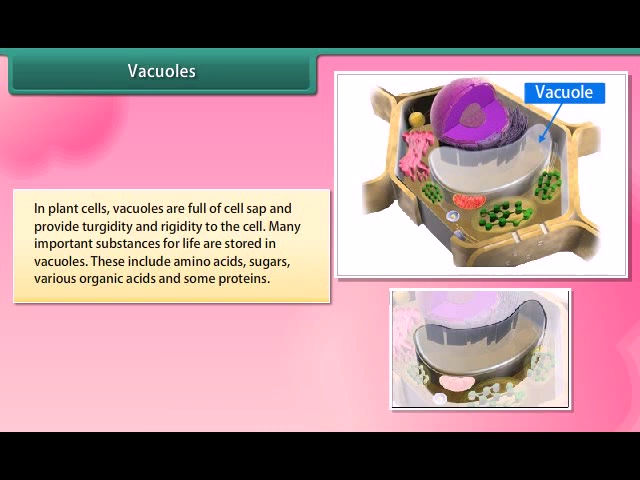 Vacuoles
Vacuole
In plant cells, vacuoles are full of cell sap and
provide turgidity and rigidity to the cell. Many
important substances for life are stored in
vacuoles. These include amino acids, sugars,
various organic acids and some proteins.